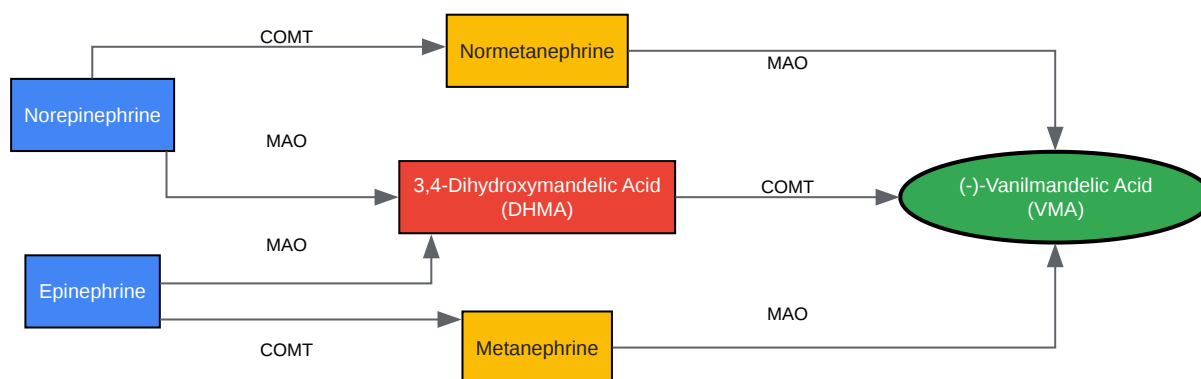 COMT
Normetanephrine
MAO
Norepinephrine
MAO
3,4-Dihydroxymandelic Acid
(DHMA)
COMT
(-)-Vanilmandelic Acid
(VMA)
MAO
Epinephrine
MAO
COMT
Metanephrine